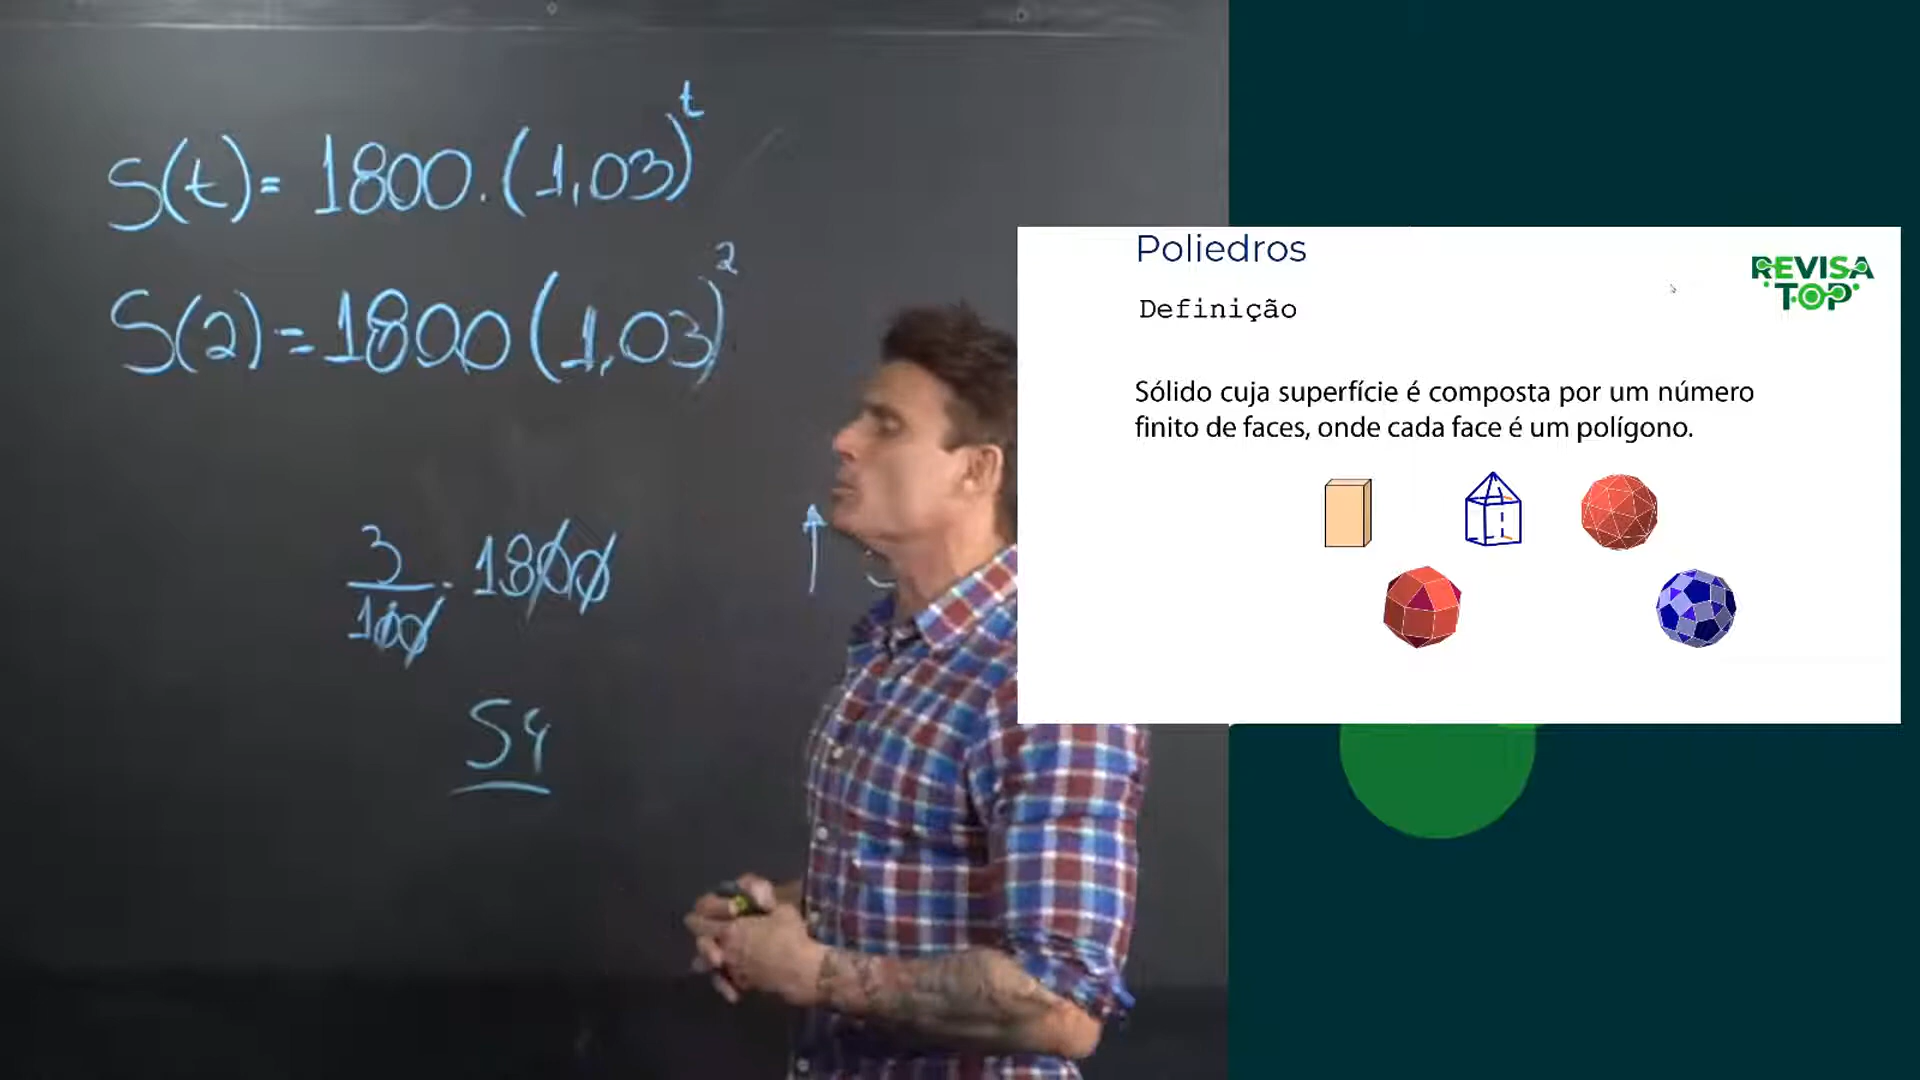 S(t) = 1800 . (1,03)^t
S(2) = 1800 (1,03)^2
3/100 . 1800
54
Poliedros
REVISA
TOP
Definição
Sólido cuja superfície é composta por um número
finito de faces, onde cada face é um polígono.